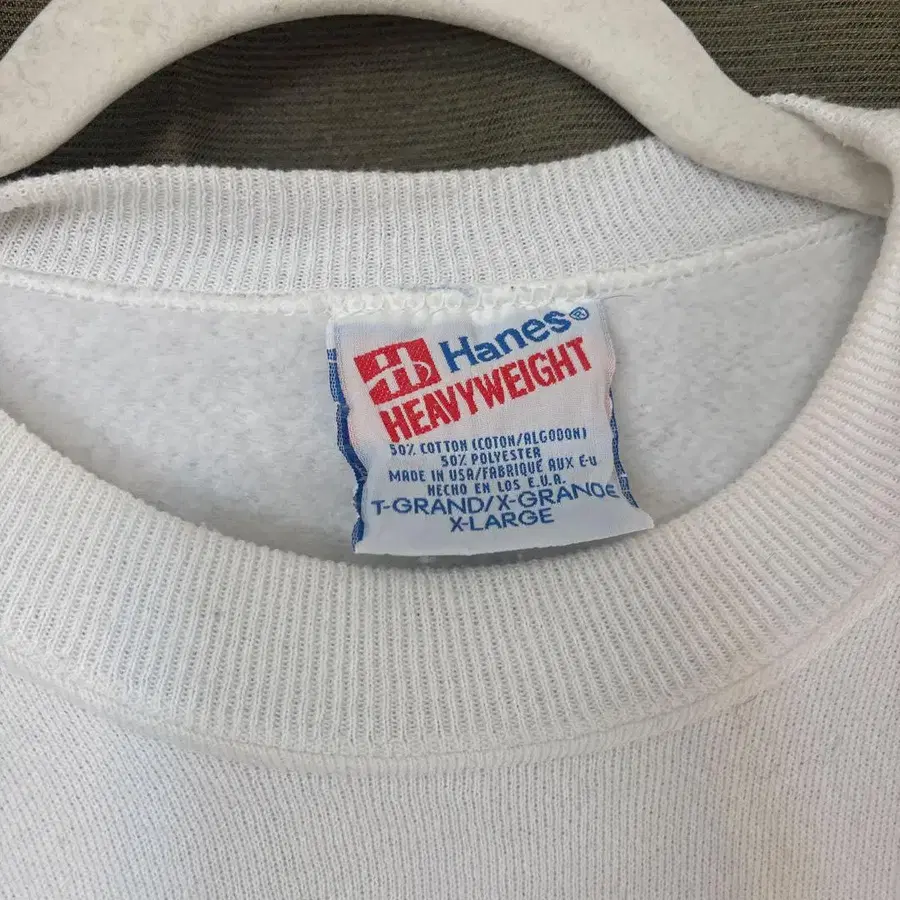 Hanes®
HEAVYWEIGHT
50% COTTON (COTON/ALGODON)
50% POLYESTER
MADE IN USA/FABRIQUÉ AUX E-U
HECHO EN LOS E.U.A.
T-GRAND/X-GRANDE
X-LARGE